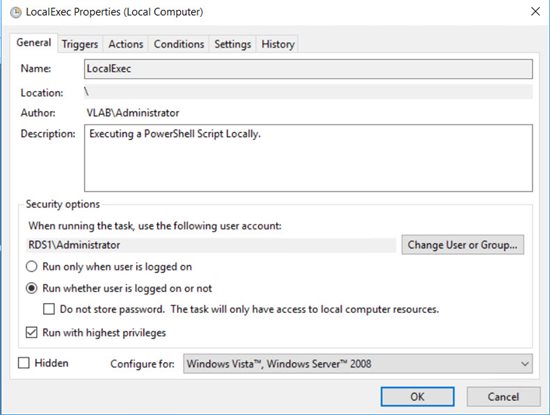 LocalExec Properties (Local Computer)
General Triggers Actions Conditions Settings History
Name: LocalExec
Location: \
Author: VLAB\Administrator
Description: Executing a PowerShell Script Locally.
Security options
When running the task, use the following user account:
RDS1\Administrator Change User or Group...
Run only when user is logged on
Run whether user is logged on or not
Do not store password. The task will only have access to local computer resources.
Run with highest privileges
Hidden Configure for: Windows Vista™, Windows Server™ 2008
OK Cancel